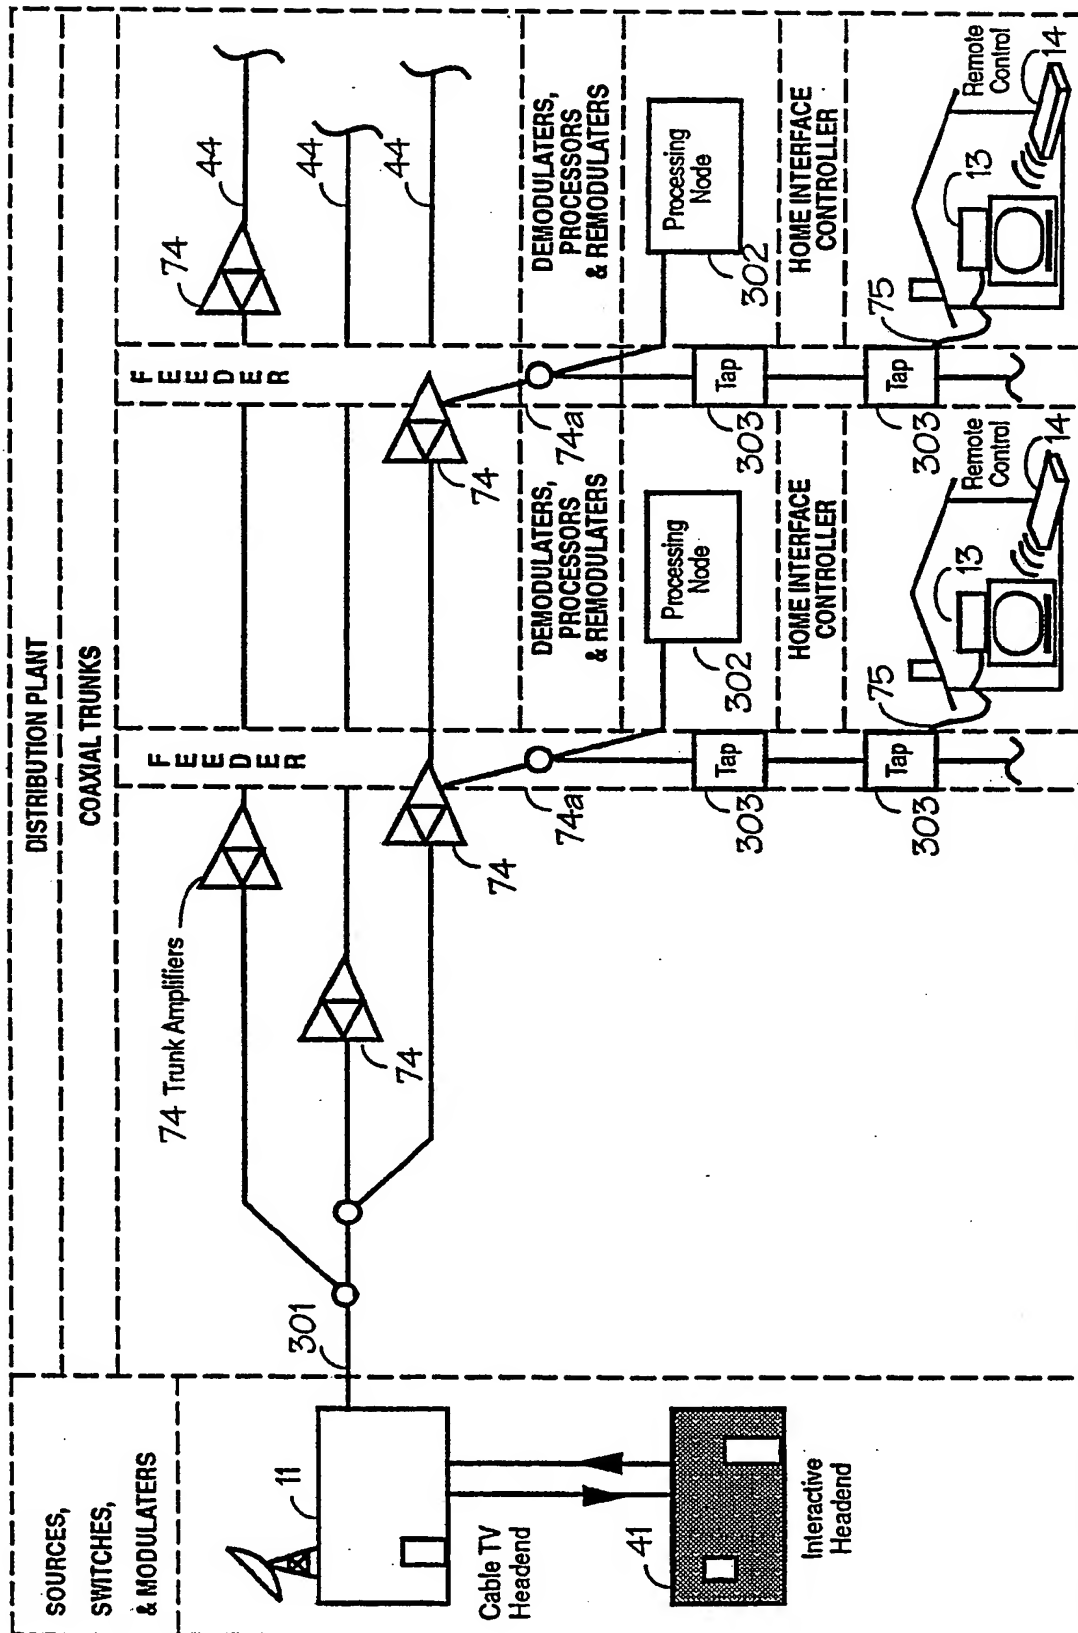 DISTRIBUTION PLANT
COAXIAL TRUNKS
SOURCES,
SWITCHES,
& MODULATERS
11
Cable TV
Headend
41
Interactive
Headend
301
74 Trunk Amplifiers
74
74
FEEDER
74a
DEMODULATERS,
PROCESSORS
& REMODULATERS
Processing
Node
302
Tap
303
HOME INTERFACE
CONTROLLER
Tap
303
75
13
Remote
Control
14
74
44
44
44
74
FEEDER
74a
DEMODULATERS,
PROCESSORS
& REMODULATERS
Processing
Node
302
Tap
303
HOME INTERFACE
CONTROLLER
Tap
303
75
13
Remote
Control
14